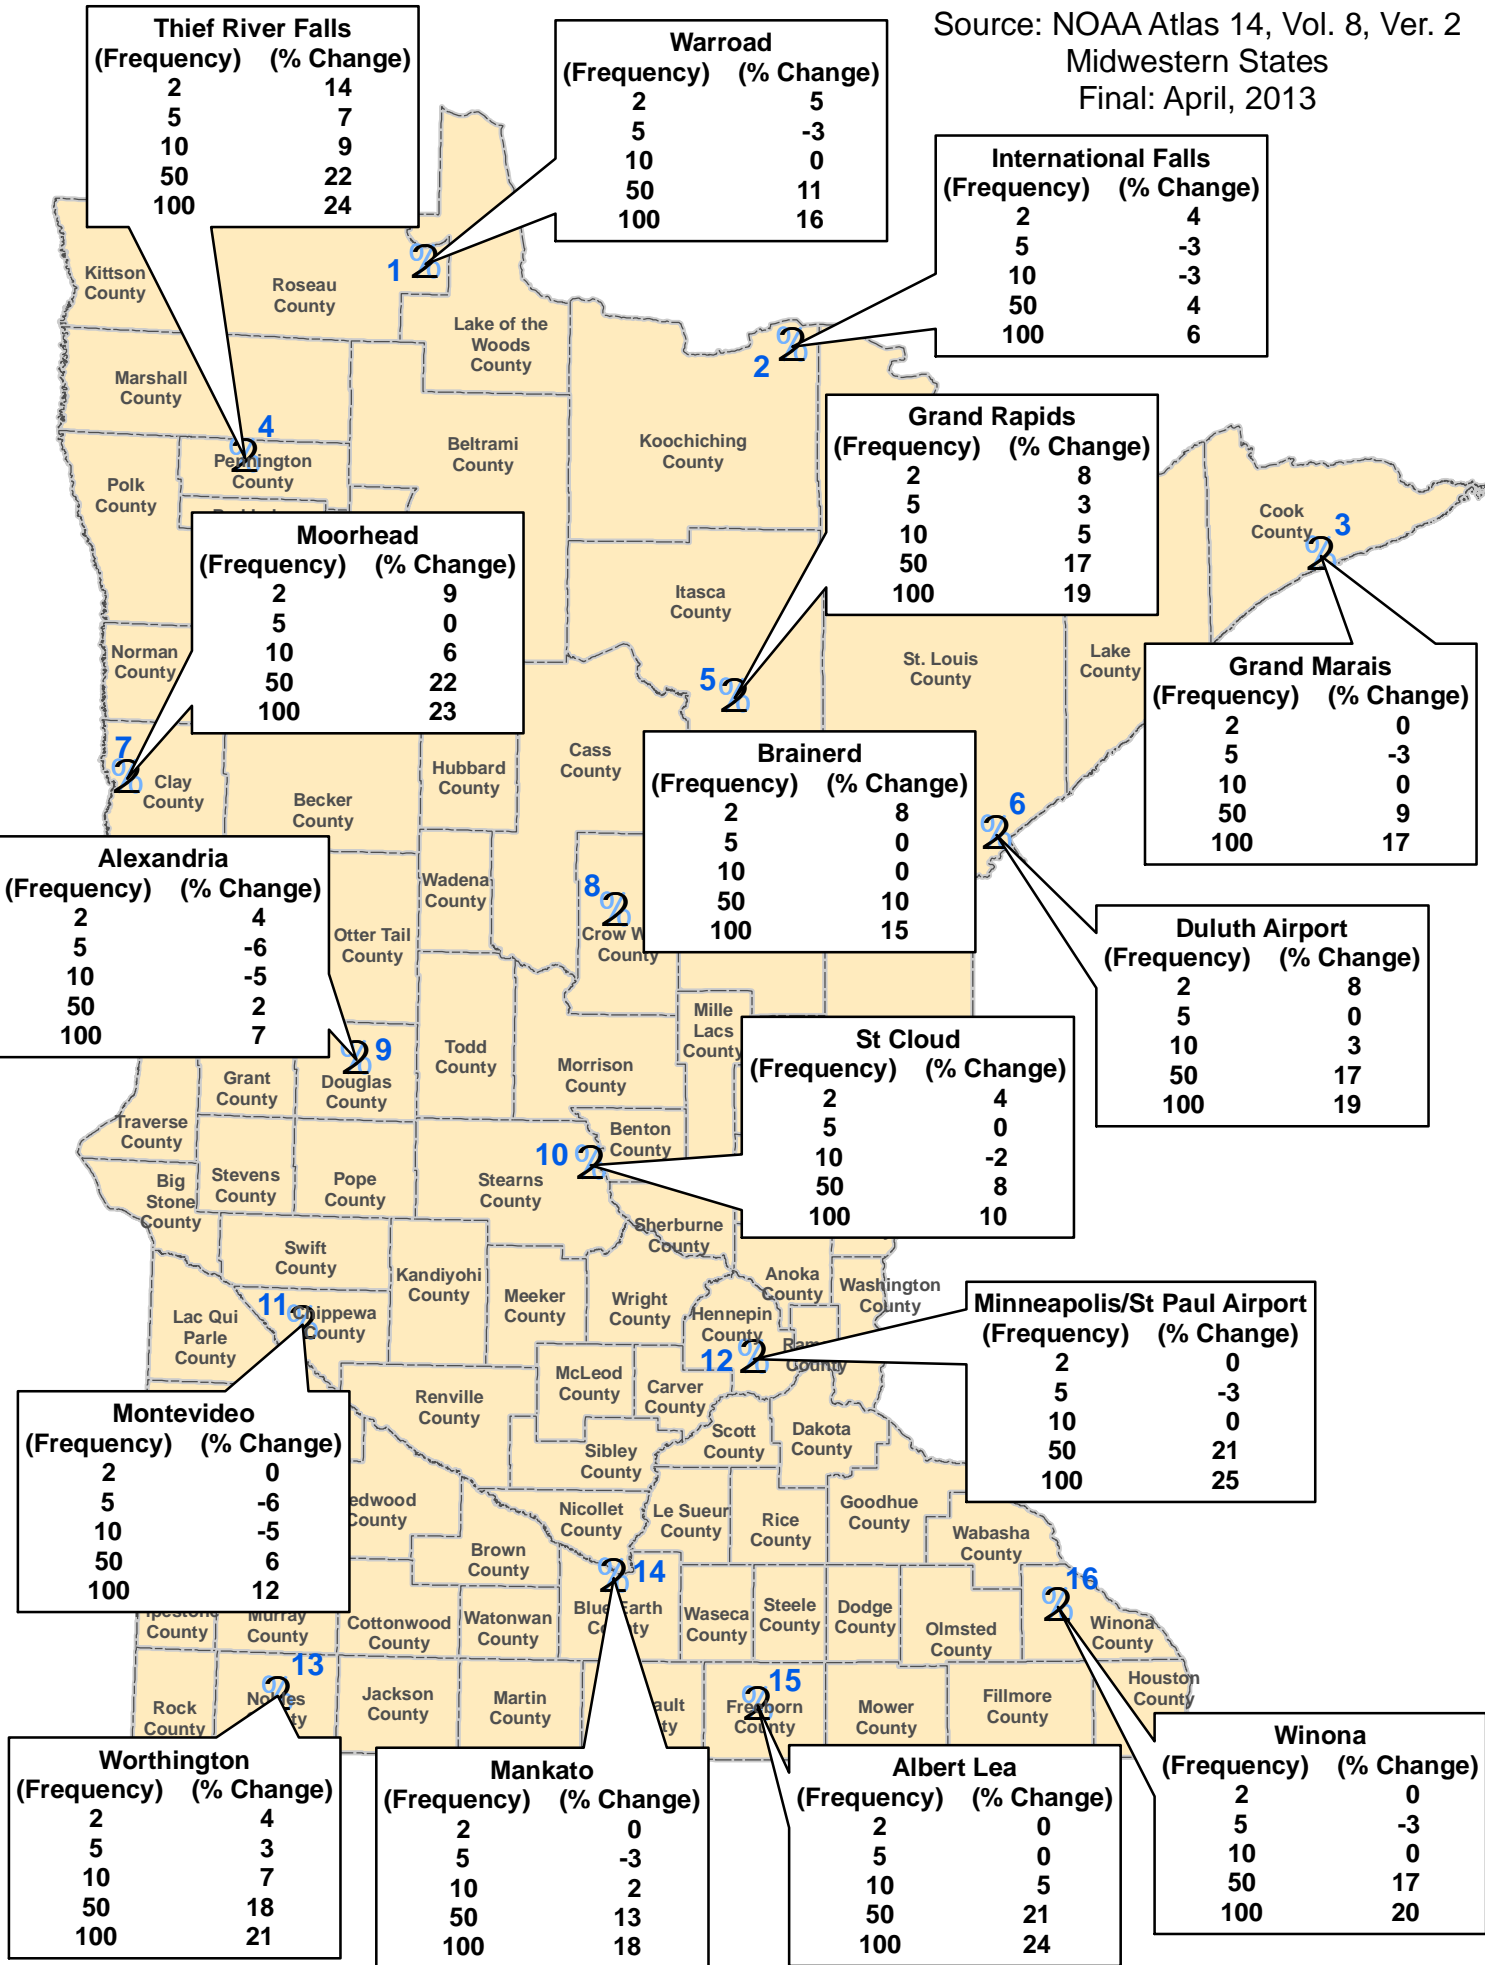 Source: NOAA Atlas 14, Vol. 8, Ver. 2
Midwestern States
Final: April, 2013
Thief River Falls
(Frequency) (% Change)
2 14
5 7
10 9
50 22
100 24
Warroad
(Frequency) (% Change)
2 5
5 -3
10 0
50 11
100 16
International Falls
(Frequency) (% Change)
2 4
5 -3
10 -3
50 4
100 6
Grand Rapids
(Frequency) (% Change)
2 8
5 3
10 5
50 17
100 19
Moorhead
(Frequency) (% Change)
2 9
5 0
10 6
50 22
100 23
Grand Marais
(Frequency) (% Change)
2 0
5 -3
10 0
50 9
100 17
Brainerd
(Frequency) (% Change)
2 8
5 0
10 0
50 10
100 15
Alexandria
(Frequency) (% Change)
2 4
5 -6
10 -5
50 2
100 7
Duluth Airport
(Frequency) (% Change)
2 8
5 0
10 3
50 17
100 19
St Cloud
(Frequency) (% Change)
2 4
5 0
10 -2
50 8
100 10
Minneapolis/St Paul Airport
(Frequency) (% Change)
2 0
5 -3
10 0
50 21
100 25
Montevideo
(Frequency) (% Change)
2 0
5 -6
10 -5
50 6
100 12
Worthington
(Frequency) (% Change)
2 4
5 3
10 7
50 18
100 21
Mankato
(Frequency) (% Change)
2 0
5 -3
10 2
50 13
100 18
Albert Lea
(Frequency) (% Change)
2 0
5 0
10 5
50 21
100 24
Winona
(Frequency) (% Change)
2 0
5 -3
10 0
50 17
100 20
Kittson
County
Roseau
County
1
Lake of the
Woods
County
2
Marshall
County
4
Pennington
County
Beltrami
County
Koochiching
County
Polk
County
Cook
County
3
Itasca
County
Norman
County
St. Louis
County
Lake
County
5
7
Clay
County
Becker
County
Hubbard
County
Cass
County
6
Wadena
County
8
Crow W
County
Otter Tail
County
Mille
Lacs
County
9
Grant
County
Douglas
County
Todd
County
Morrison
County
Traverse
County
Benton
County
10
Big
Stone
County
Stevens
County
Pope
County
Stearns
County
Sherburne
County
Swift
County
Kandiyohi
County
Meeker
County
Wright
County
Anoka
County
Washington
County
Hennepin
County
Ram
County
11
Chippewa
County
Lac Qui
Parle
County
12
McLeod
County
Carver
County
Renville
County
Scott
County
Dakota
County
Sibley
County
edwood
County
Nicollet
County
Le Sueur
County
Rice
County
Goodhue
County
Wabasha
County
Brown
County
14
16
Blue Earth
County
Waseca
County
Steele
County
Dodge
County
Olmsted
County
Winona
County
County
Murray
County
Cottonwood
County
Watonwan
County
13
Rock
County
Nobles
ty
Jackson
County
Martin
County
ault
ty
15
Freeborn
County
Mower
County
Fillmore
County
Houston
County